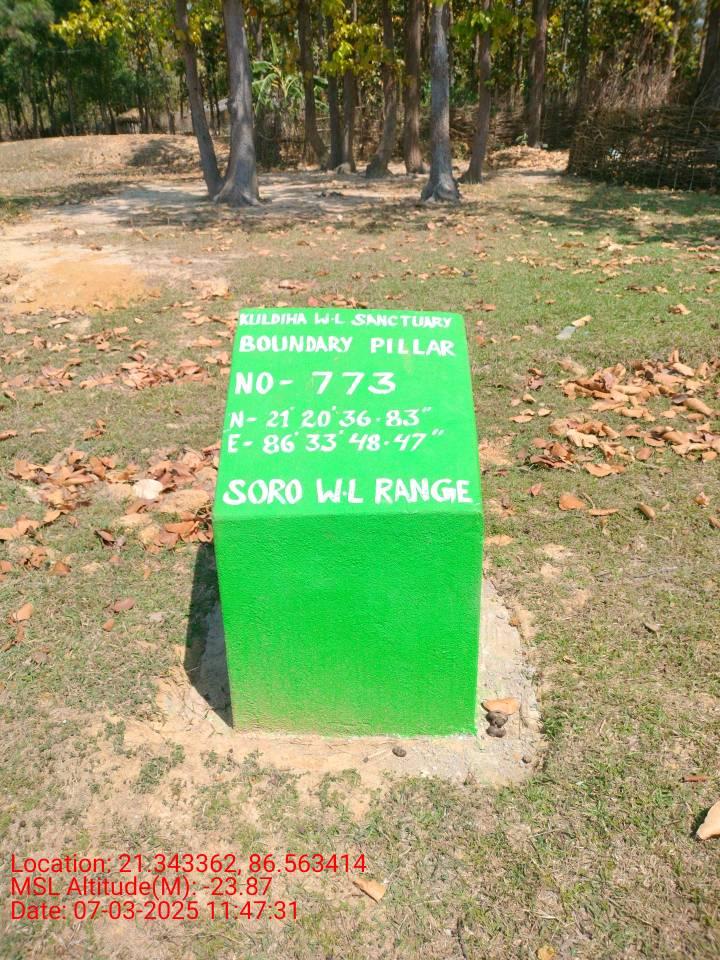 KULDIHA W.L SANCTUARY
BOUNDARY PILLAR
NO- 773
N- 21° 20' 36.83"
E- 86° 33' 48.47"
SORO W.L RANGE
Location: 21.343362, 86.563414
MSL Altitude(M): -23.87
Date: 07-03-2025 11:47:31